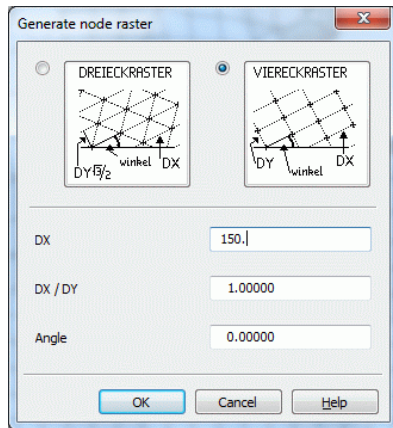 Generate node raster
DREIECKRASTER
winkel
DX
DY√3/2
VIERECKRASTER
DY
winkel
DX
DX
150.
DX / DY
1.00000
Angle
0.00000
OK
Cancel
Help